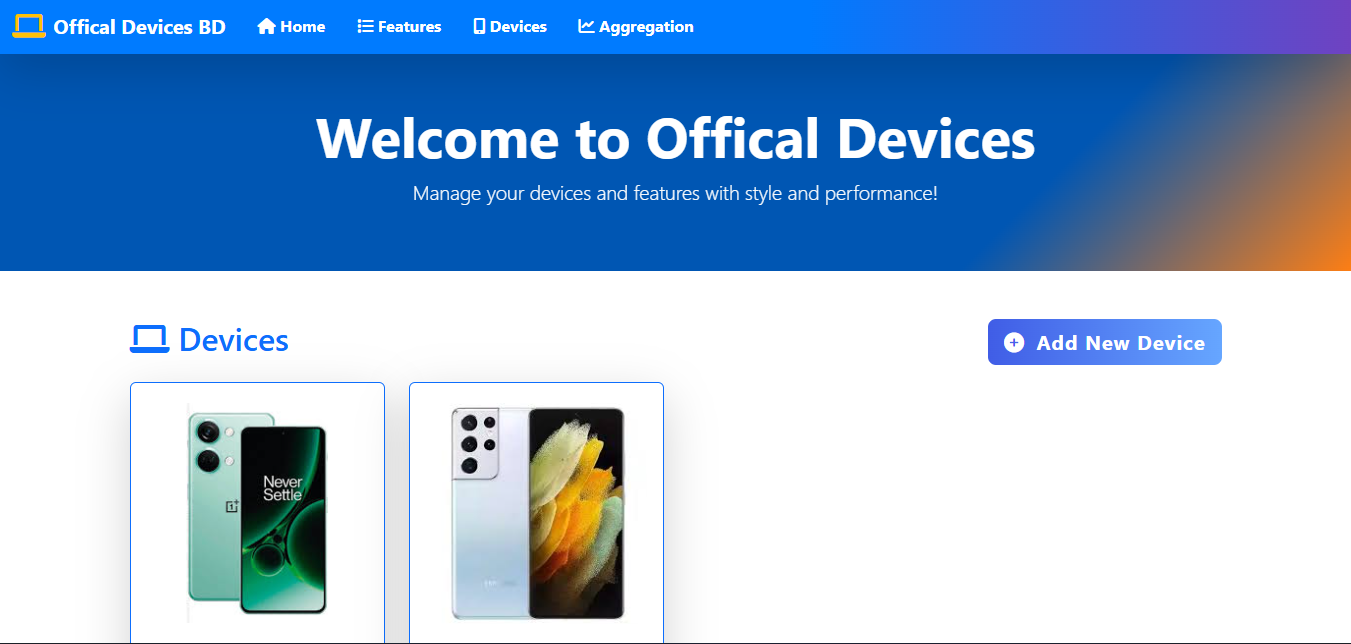 Offical Devices BD Home Features Devices Aggregation
Welcome to Offical Devices
Manage your devices and features with style and performance!
Devices
Add New Device
Never
Settle